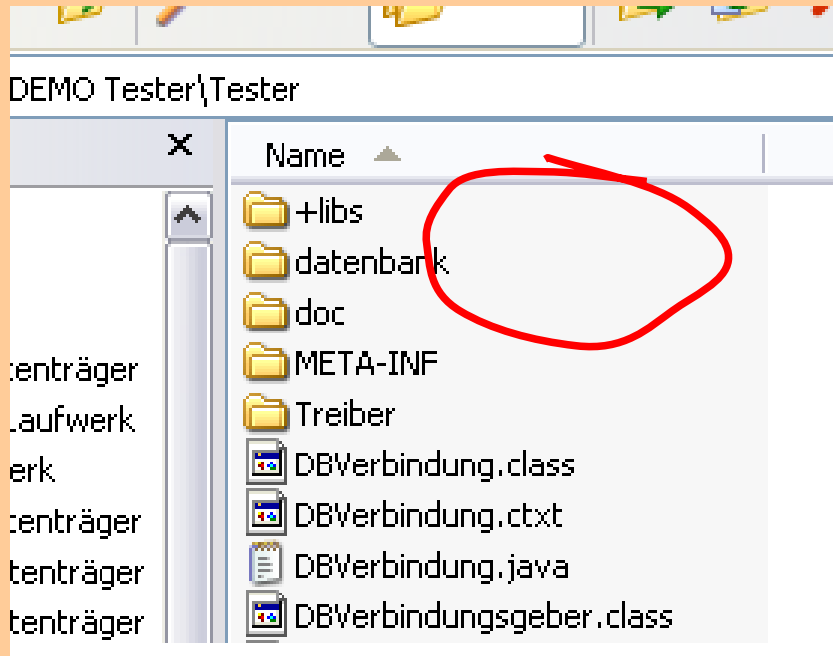 DEMO Tester\Tester
Name
+libs
datenbank
doc
META-INF
tenträger
Treiber
Laufwerk
DBVerbindung.class
erk
DBVerbindung.ctxt
tenträger
DBVerbindung.java
tenträger
DBVerbindungsgeber.class
tenträger